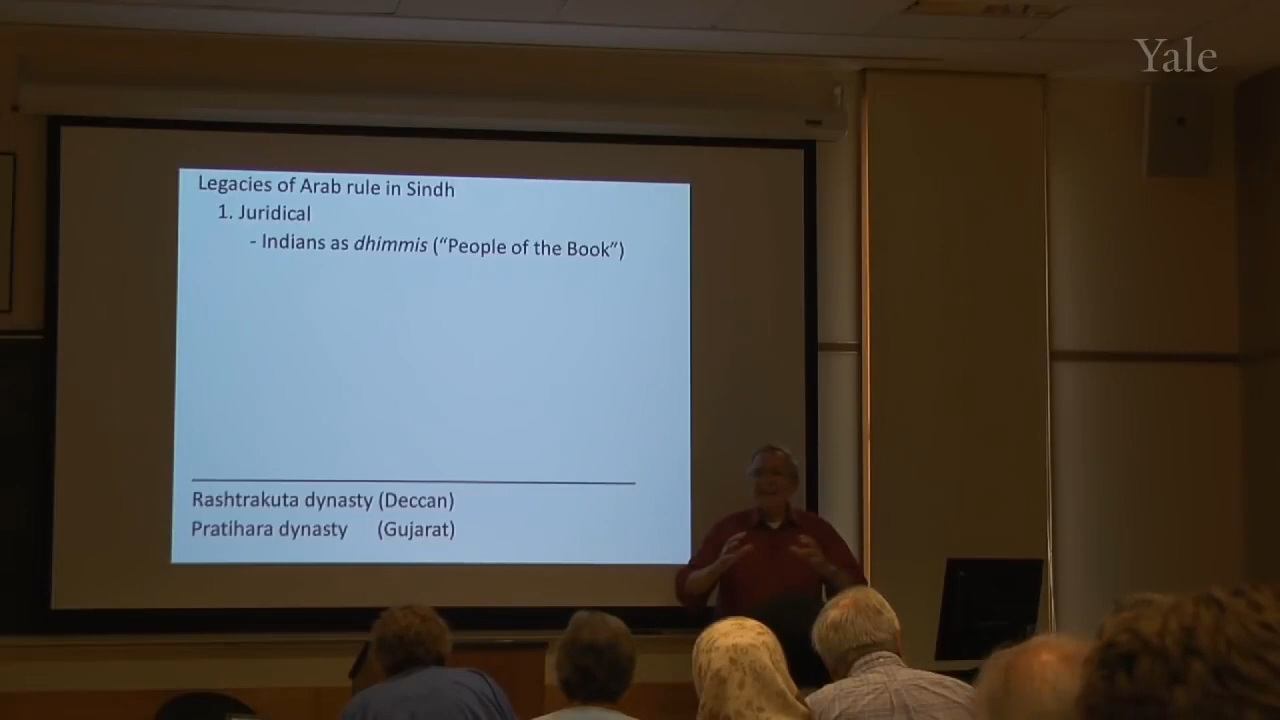 Yale
Legacies of Arab rule in Sindh
1. Juridical
- Indians as dhimmis (“People of the Book”)
Rashtrakuta dynasty (Deccan)
Pratihara dynasty (Gujarat)